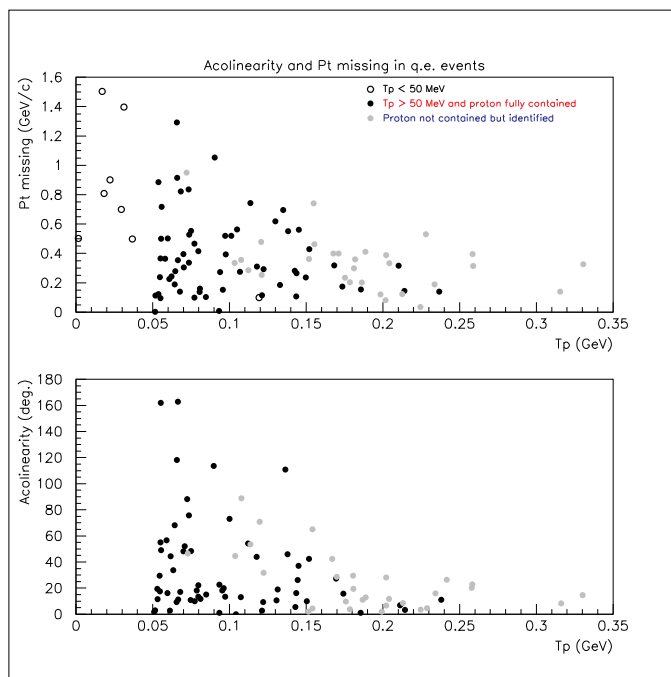 Acolinearity and Pt missing in q.e. events
Pt missing (GeV/c)
1.6
1.4
1.2
1
0.8
0.6
0.4
0.2
0
Tp < 50 MeV
Tp > 50 MeV and proton fully contained
Proton not contained but identified
0 0.05 0.1 0.15 0.2 0.25 0.3 0.35
Tp (GeV)
Acolinearity (deg.)
180
160
140
120
100
80
60
40
20
0
0 0.05 0.1 0.15 0.2 0.25 0.3 0.35
Tp (GeV)